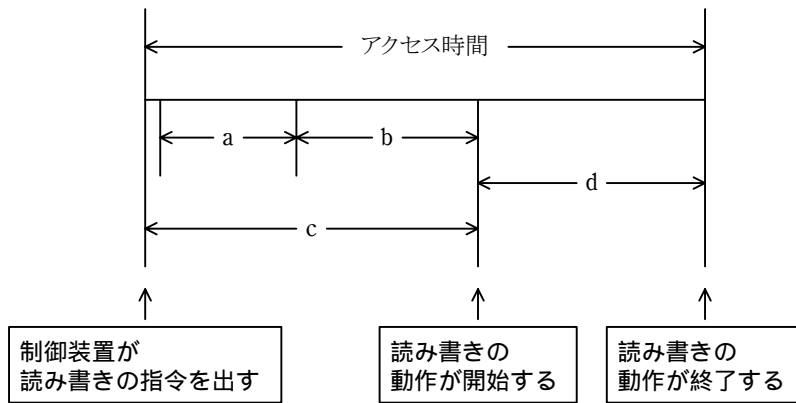 アクセス時間
a
b
d
c
制御装置が
読み書きの指令を出す
読み書きの
動作が開始する
読み書きの
動作が終了する